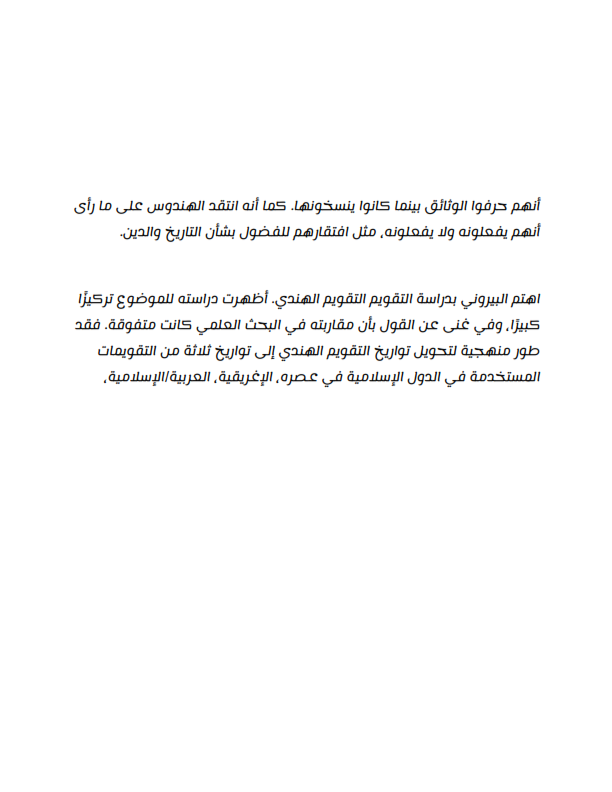 أنهم حرفوا الوثائق بينما كانوا ينسخونها. كما أنه انتقد الهندوس على ما رأى
أنهم يفعلونه ولا يفعلونه، مثل افتقارهم للفضول بشأن التاريخ والدين.
اهتم البيروني بدراسة التقويم التقويم الهندي. أظهرت دراسته للموضوع تركيزًا
كبيرًا، وفي غنى عن القول بأن مقاربته في البحث العلمي كانت متفوقة. فقد
طور منهجية لتحويل تواريخ التقويم الهندي إلى تواريخ ثلاثة من التقويمات
المستخدمة في الدول الإسلامية في عصره، الإغريقية، العربية/الإسلامية،